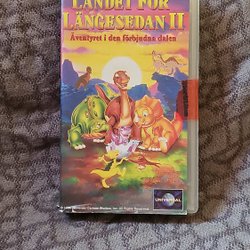 LANDET FÖR
LÄNGESEDAN II
Äventyret i den förbjudna dalen
UNIVERSAL